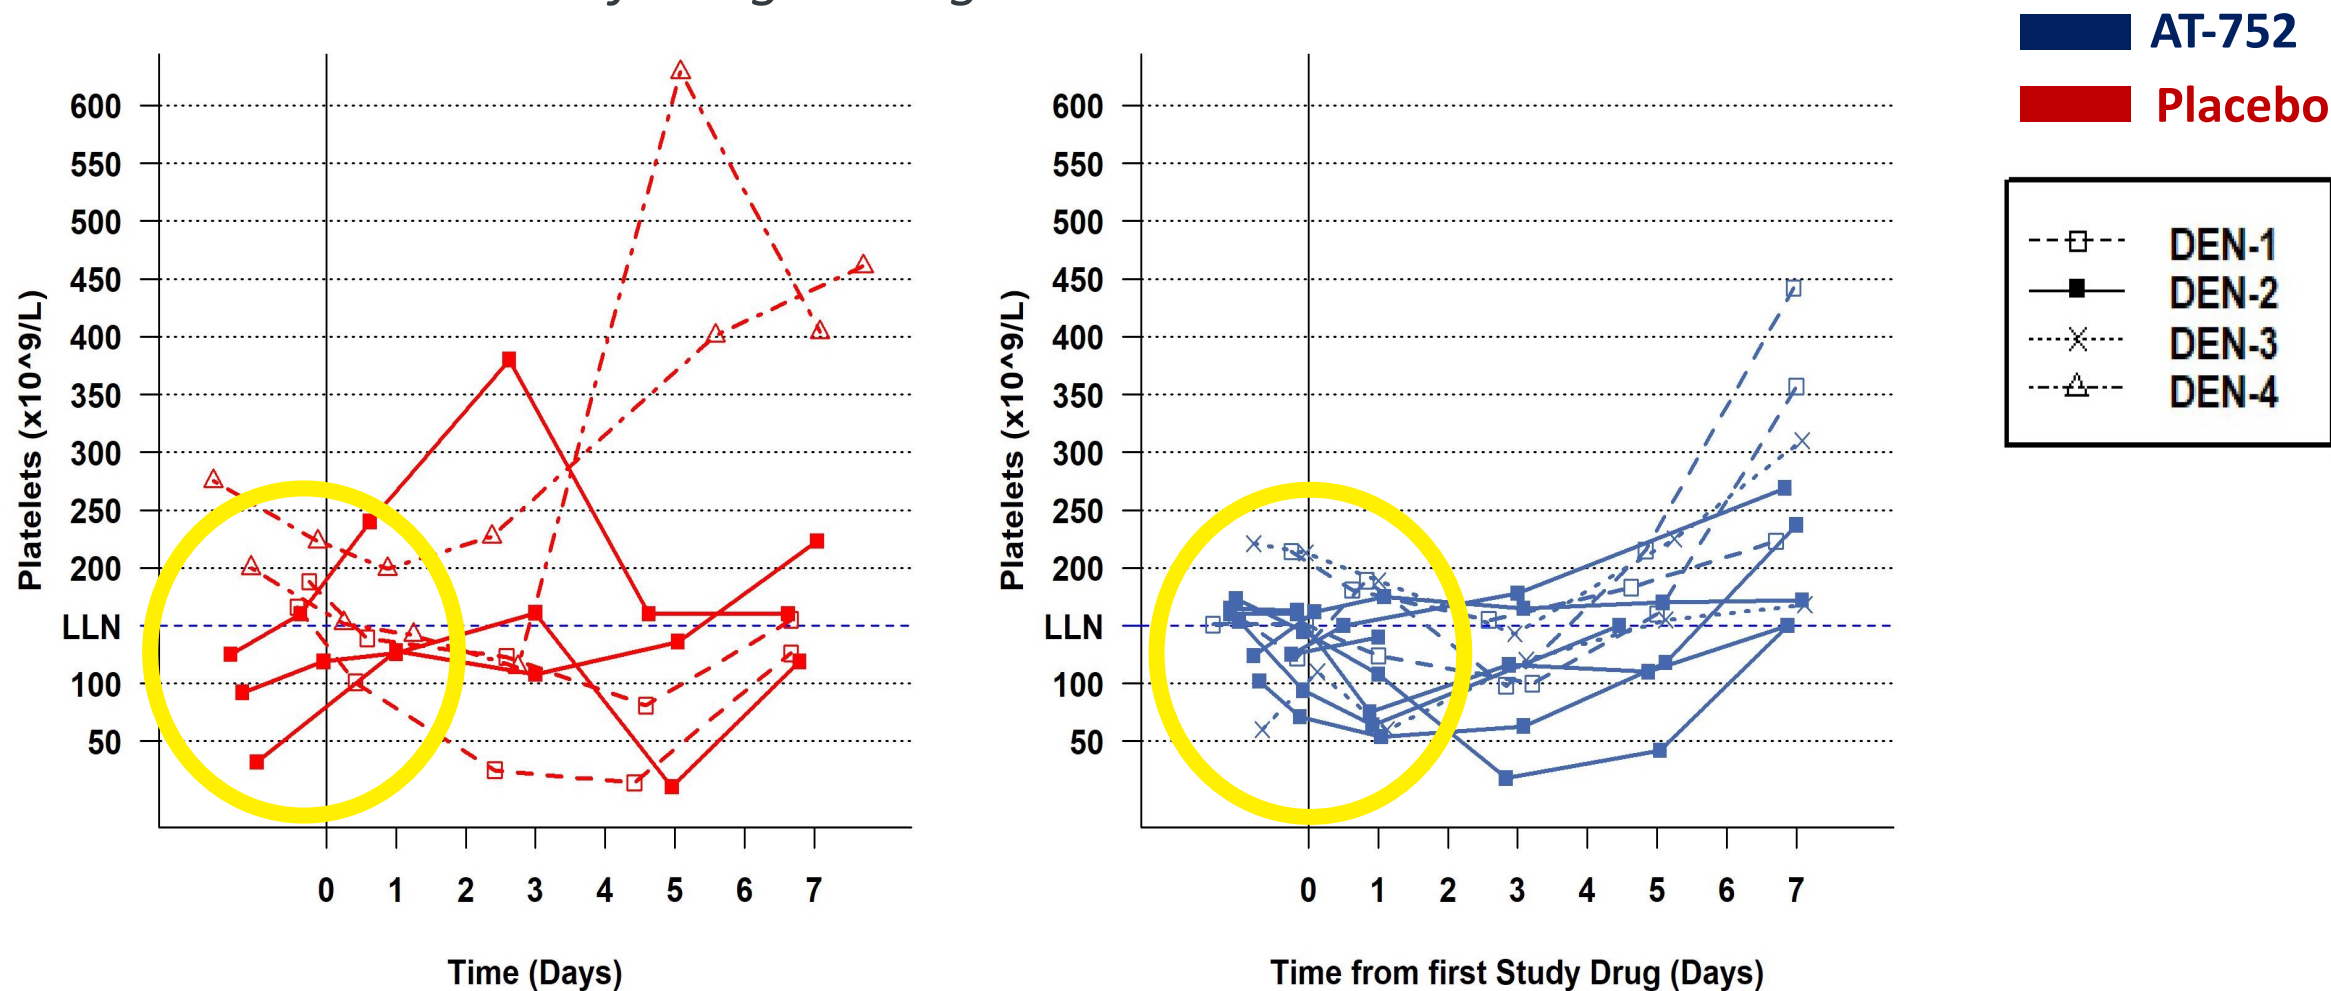 AT-752
Placebo
DEN-1
DEN-2
DEN-3
DEN-4
Platelets (x10^9/L)
600
550
500
450
400
350
300
250
200
LLN
100
50
0 1 2 3 4 5 6 7
Time (Days)
Platelets (x10^9/L)
600
550
500
450
400
350
300
250
200
LLN
100
50
0 1 2 3 4 5 6 7
Time from first Study Drug (Days)